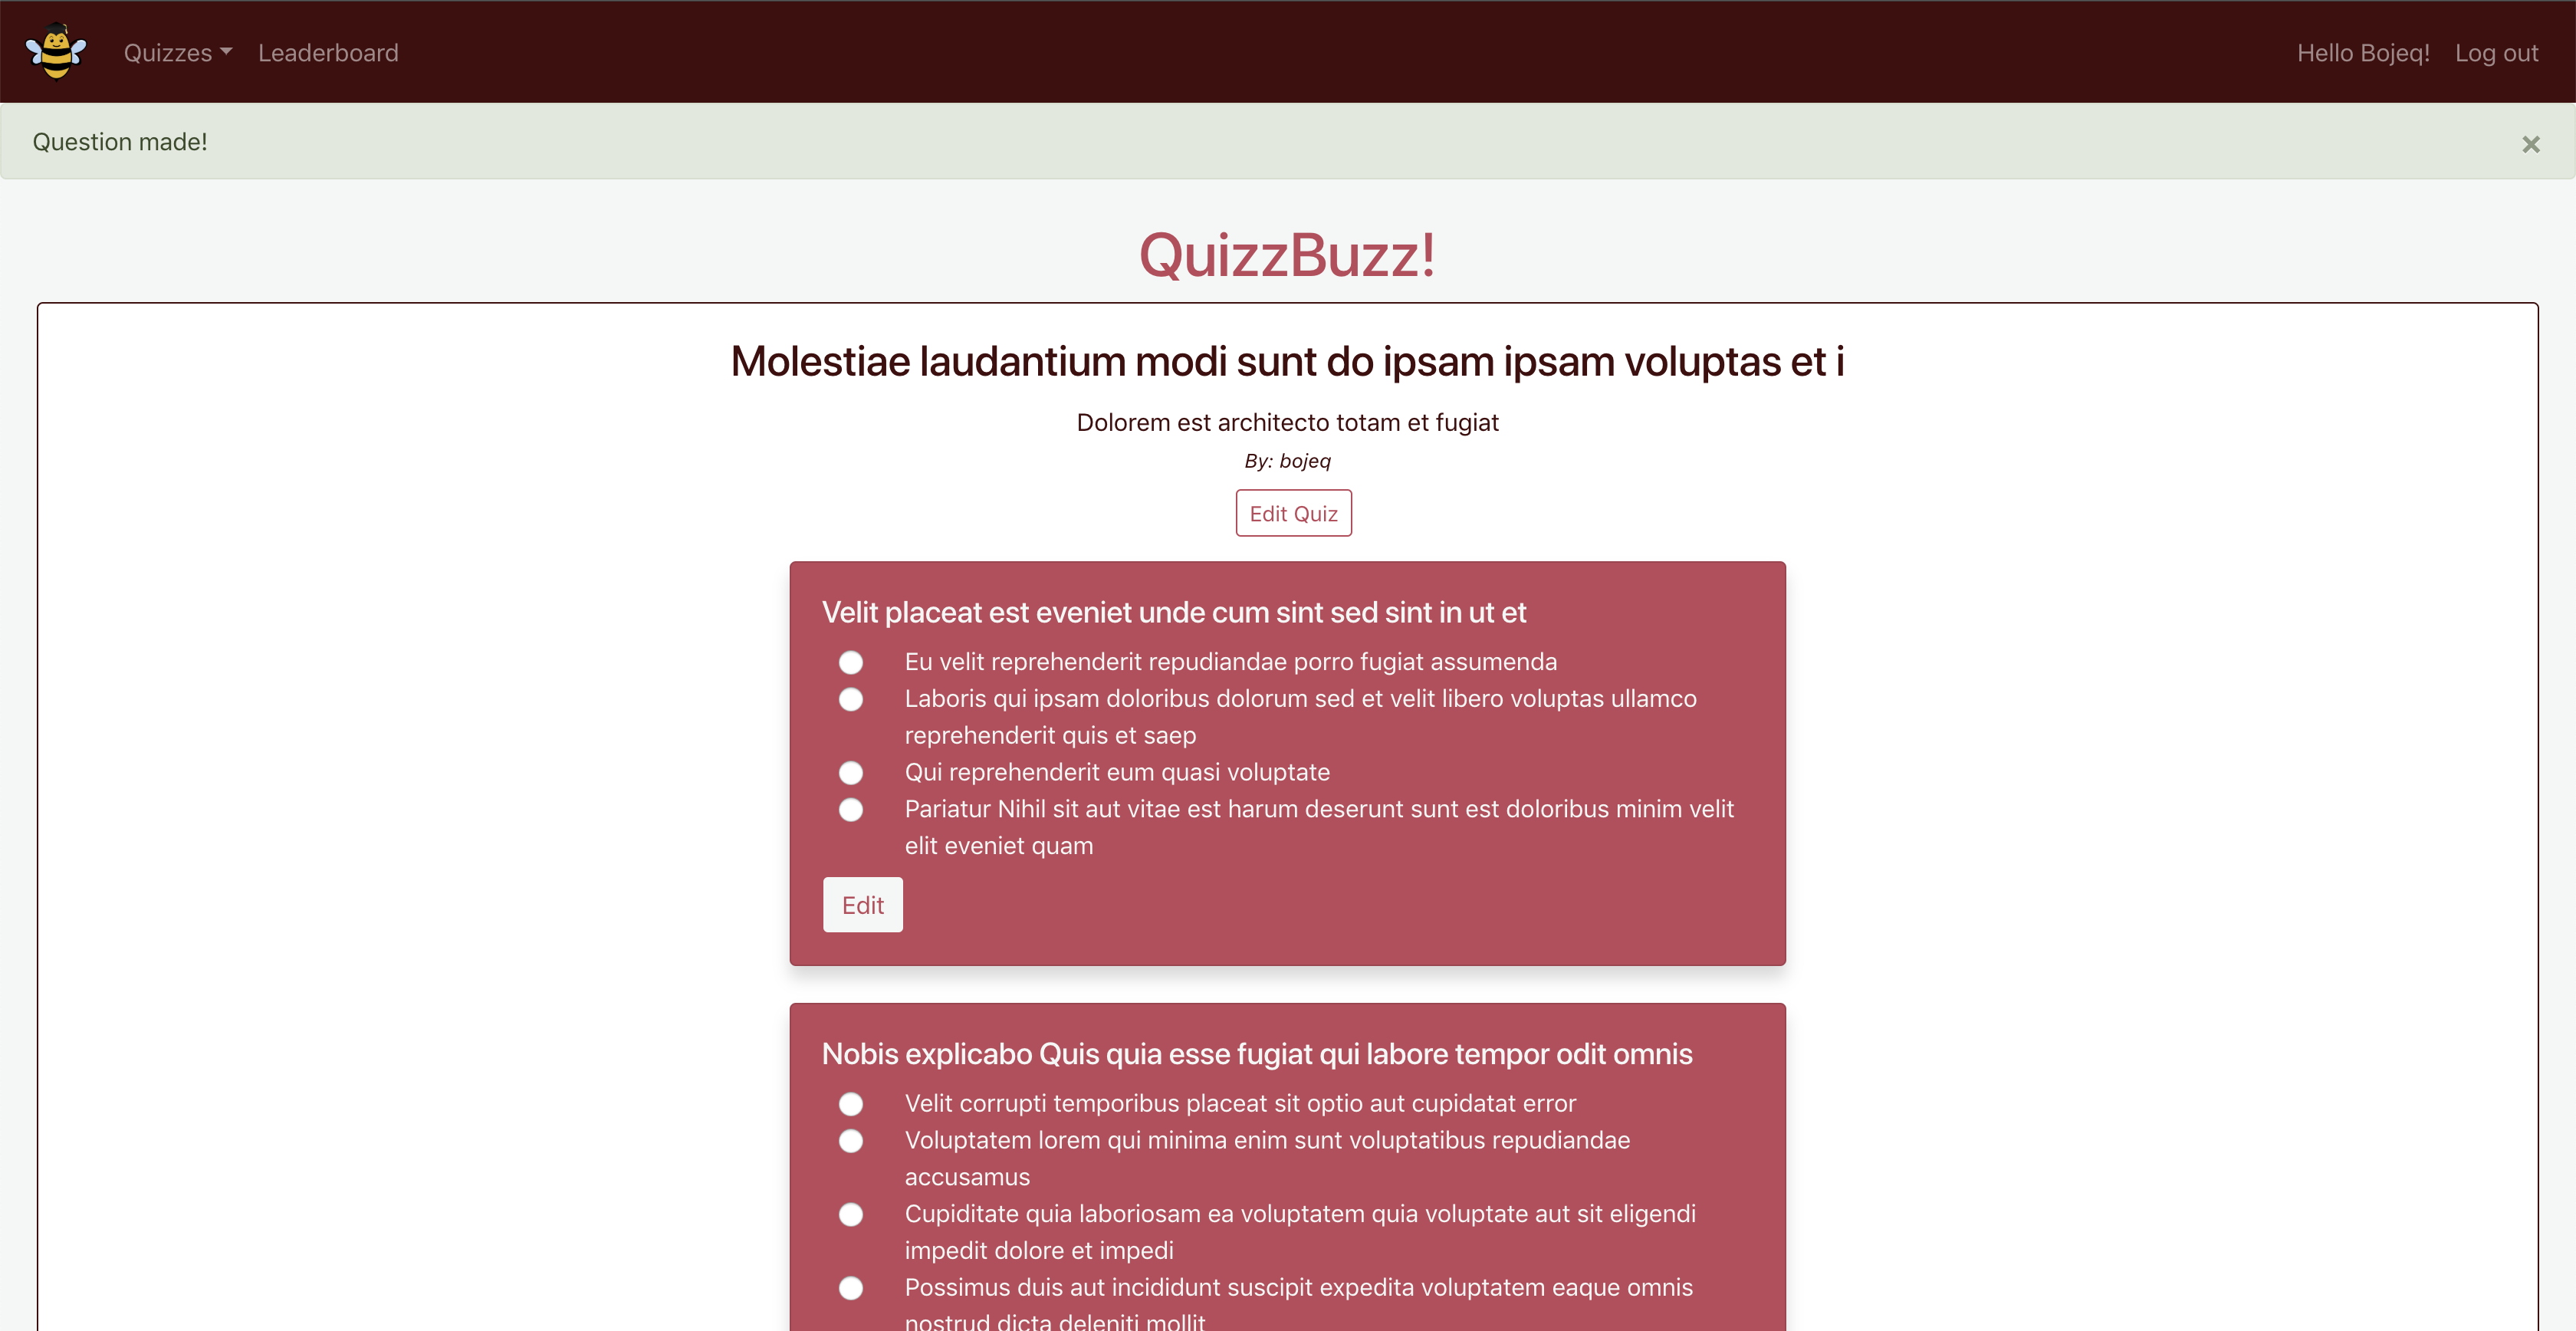 Quizzes Leaderboard Hello Bojeq! Log out
Question made! ×
QuizzBuzz!
Molestiae laudantium modi sunt do ipsam ipsam voluptas et i
Dolorem est architecto totam et fugiat
By: bojeq
Edit Quiz
Velit placeat est eveniet unde cum sint sed sint in ut et
Eu velit reprehenderit repudiandae porro fugiat assumenda
Laboris qui ipsam doloribus dolorum sed et velit libero voluptas ullamco
reprehenderit quis et saep
Qui reprehenderit eum quasi voluptate
Pariatur Nihil sit aut vitae est harum deserunt sunt est doloribus minim velit
elit eveniet quam
Edit
Nobis explicabo Quis quia esse fugiat qui labore tempor odit omnis
Velit corrupti temporibus placeat sit optio aut cupidatat error
Voluptatem lorem qui minima enim sunt voluptatibus repudiandae
accusamus
Cupiditate quia laboriosam ea voluptatem quia voluptate aut sit eligendi
impedit dolore et impedi
Possimus duis aut incididunt suscipit expedita voluptatem eaque omnis
nostrud dicta deleniti mollit